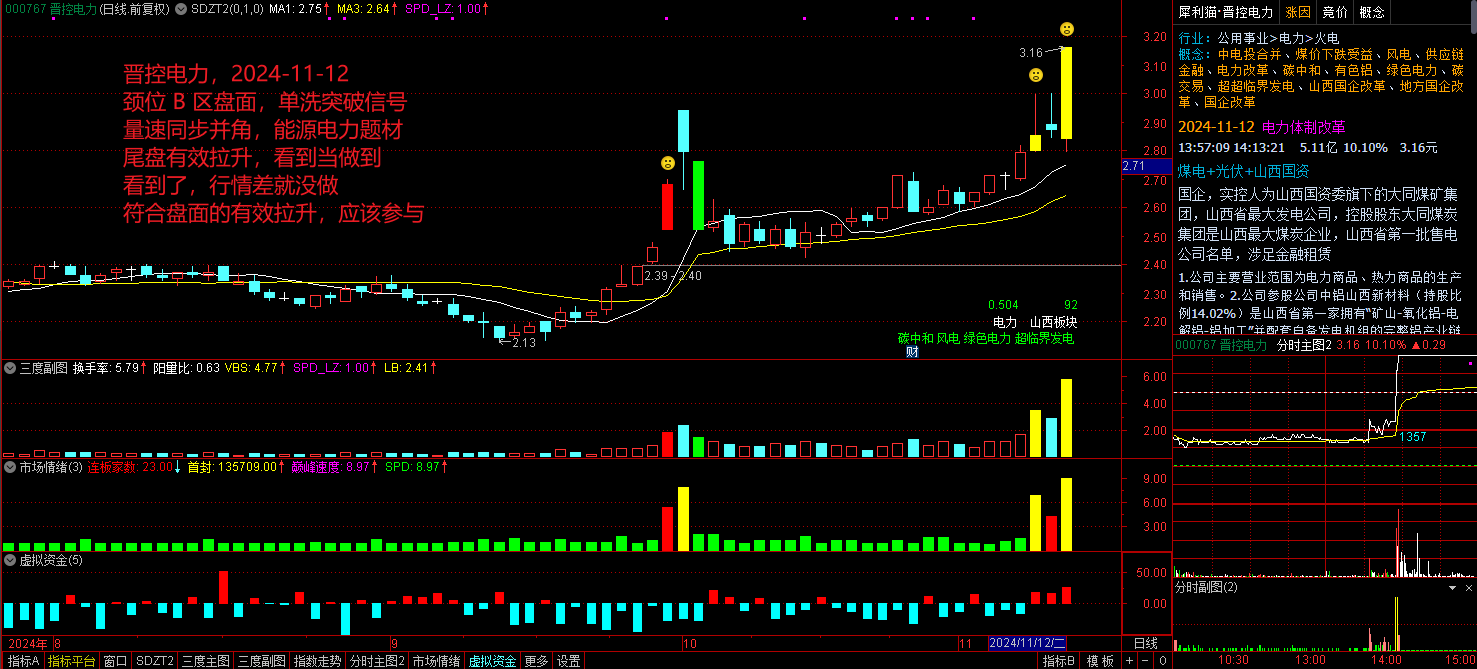 000767 晋控电力(日线.前复权) SDZT2(0,1,0) MA1: 2.75↑ MA3: 2.64↑ SPD_LZ: 1.00↑
晋控电力，2024-11-12
颈位 B 区盘面，单洗突破信号
量速同步并角，能源电力题材
尾盘有效拉升，看到当做到
看到了，行情差就没做
符合盘面的有效拉升，应该参与
3.16
2.39 - 2.40
2.13
0.504 92
电力 山西板块
碳中和 风电 绿色电力 超临界发电
财
3.20
3.10
3.00
2.90
2.80
2.71
2.70
2.60
2.50
2.40
2.30
2.20
三度副图 换手率: 5.79↑ 阳量比: 0.63 VBS: 4.77↑ SPD_LZ: 1.00↑ LB: 2.41↑
6.00
4.00
2.00
市场情绪(3) 连板家数: 23.00↓ 首封: 135709.00↑ 巅峰速度: 8.97↑ SPD: 8.97↑
9.00
6.00
3.00
虚拟资金(5)
50.00
0.00
2024年 8 9 10 11 2024/11/12/二 日线
指标A 指标平台 窗口 SDZT2 三度主图 三度副图 指数走势 分时主图2 市场情绪 虚拟资金 更多 设置 指标B 模 板 + - 0
犀利猫·晋控电力 涨因 竞价 概念
行业: 公用事业>电力>火电
概念: 中电投合并、煤价下跌受益、风电、供应链
金融、电力改革、碳中和、有色铝、绿色电力、碳
交易、超超临界发电、山西国企改革、地方国企改
革、国企改革
2024-11-12 电力体制改革
13:57:09 14:13:21 5.11亿 10.10% 3.16元
煤电+光伏+山西国资
国企，实控人为山西国资委旗下的大同煤矿集
团，山西省最大发电公司，控股股东大同煤炭
集团是山西最大煤炭企业，山西省第一批售电
公司名单，涉足金融租赁
1.公司主要营业范围为电力商品、热力商品的生产
和销售。2.公司参股公司中铝山西新材料（持股比
例14.02%）是山西省第一家拥有“矿山-氧化铝-电
解铝-铝加工”并配套自备发电机组的完整铝产业链
000767 晋控电力 分时主图2 3.16 10.10% ▲0.29
1357
分时副图(2)
10:30 13:00 14:00 15:00